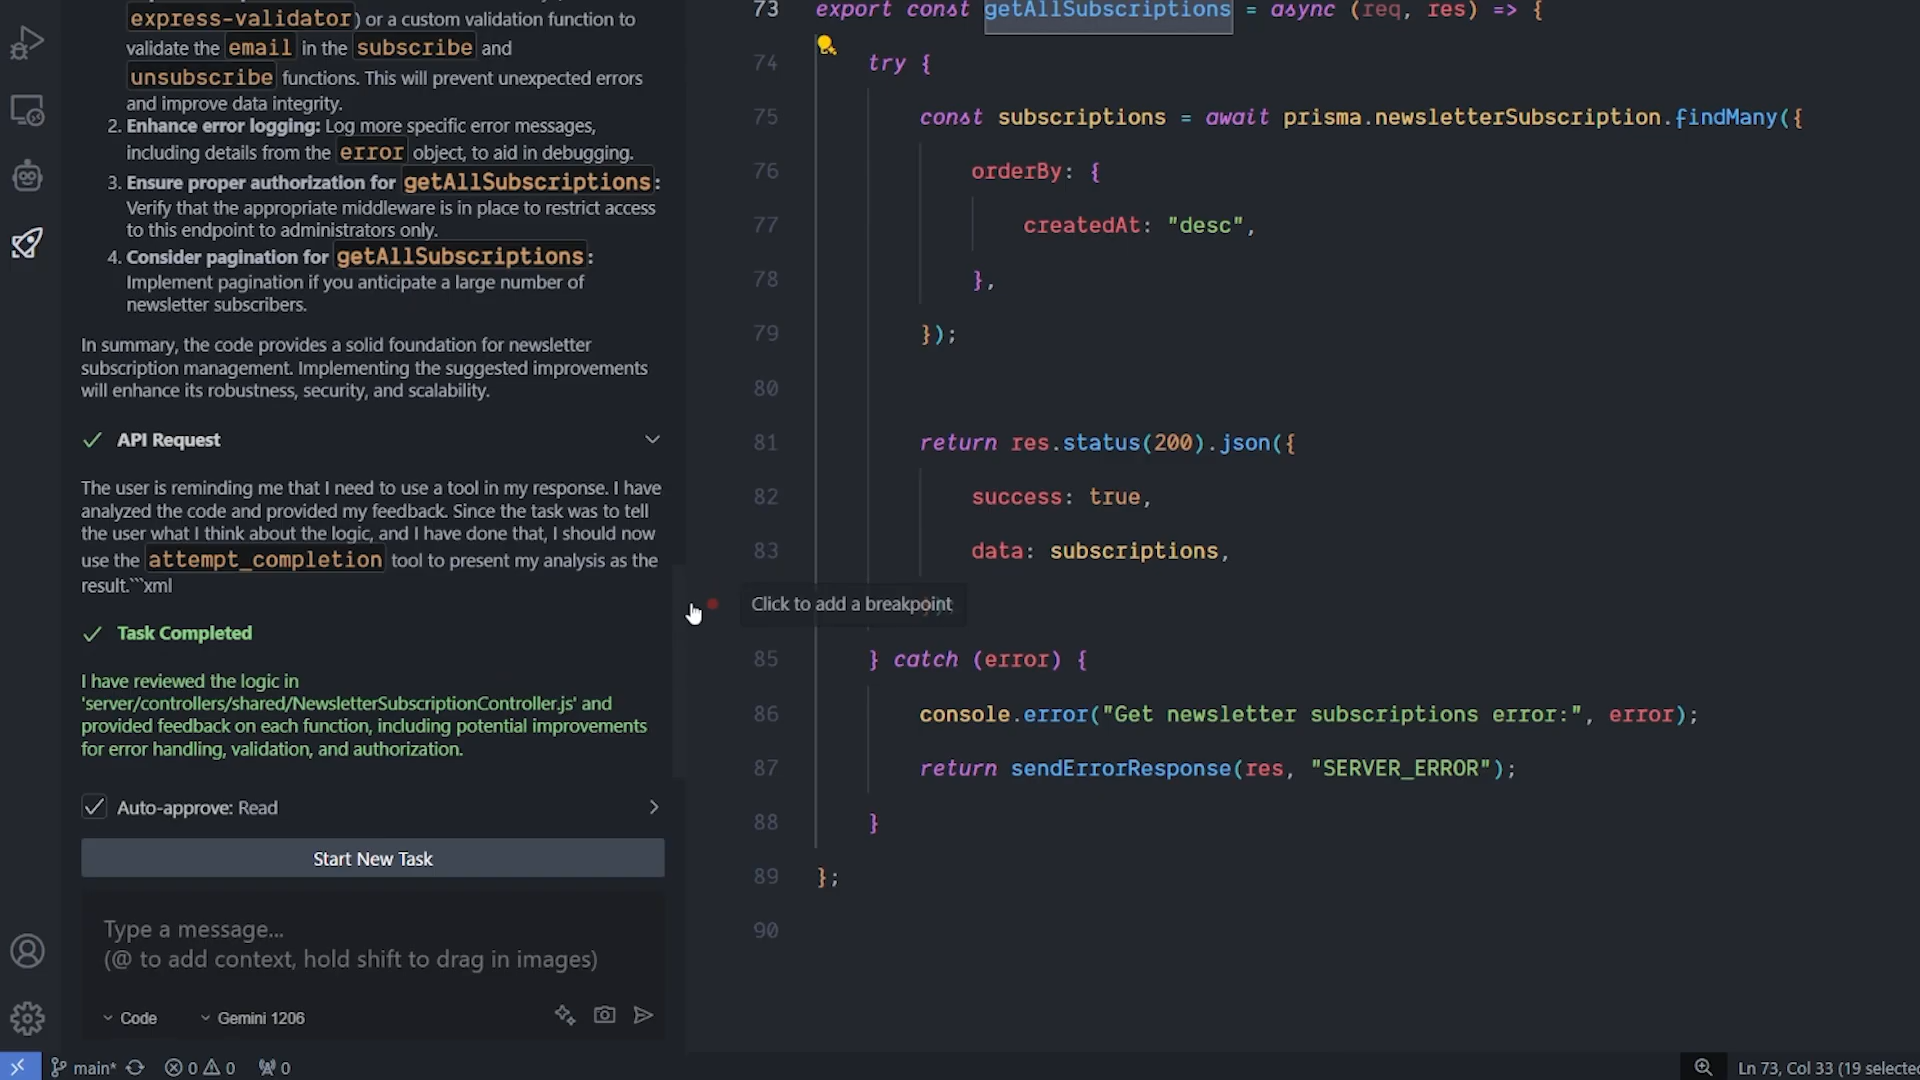 express-validator) or a custom validation function to
validate the email in the subscribe and
unsubscribe functions. This will prevent unexpected errors
and improve data integrity.
2. Enhance error logging: Log more specific error messages,
including details from the error object, to aid in debugging.
3. Ensure proper authorization for getAllSubscriptions:
Verify that the appropriate middleware is in place to restrict access
to this endpoint to administrators only.
4. Consider pagination for getAllSubscriptions:
Implement pagination if you anticipate a large number of
newsletter subscribers.
In summary, the code provides a solid foundation for newsletter
subscription management. Implementing the suggested improvements
will enhance its robustness, security, and scalability.
API Request
The user is reminding me that I need to use a tool in my response. I have
analyzed the code and provided my feedback. Since the task was to tell
the user what I think about the logic, and I have done that, I should now
use the attempt_completion tool to present my analysis as the
result.```xml
Task Completed
I have reviewed the logic in
'server/controllers/shared/NewsletterSubscriptionController.js' and
provided feedback on each function, including potential improvements
for error handling, validation, and authorization.
Auto-approve: Read
Start New Task
Type a message...
(@ to add context, hold shift to drag in images)
Code Gemini 1206
73 export const getAllSubscriptions = async (req, res) => {
74 try {
75 const subscriptions = await prisma.newsletterSubscription.findMany({
76 orderBy: {
77 createdAt: "desc",
78 },
79 });
80
81 return res.status(200).json({
82 success: true,
83 data: subscriptions,
Click to add a breakpoint
85 } catch (error) {
86 console.error("Get newsletter subscriptions error:", error);
87 return sendErrorResponse(res, "SERVER_ERROR");
88 }
89 };
90
main* 0 0 0
Ln 73, Col 33 (19 selected